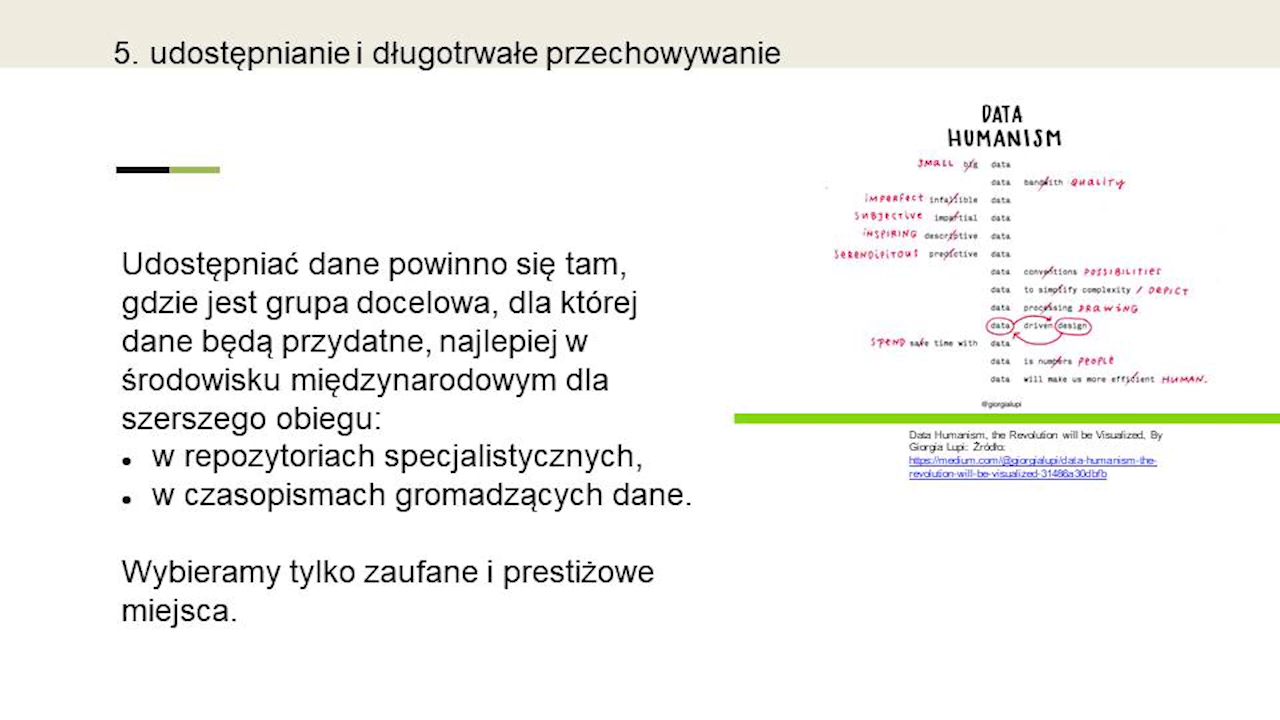 5. udostępnianie i długotrwałe przechowywanie
Udostępniać dane powinno się tam,
gdzie jest grupa docelowa, dla której
dane będą przydatne, najlepiej w
środowisku międzynarodowym dla
szerszego obiegu:
• w repozytoriach specjalistycznych,
• w czasopismach gromadzących dane.
Wybieramy tylko zaufane i prestiżowe
miejsca.
DATA
HUMANISM
SMALL big data
data bandwith QUALITY
IMPERFECT infallible data
SUBJECTIVE impartial data
INSPIRING descriptive data
SERENDIPITOUS predictive data
data conventions POSSIBILITIES
data to simplify complexity / DEPICT
data processing DRAWING
data driven design
SPEND save time with data
data is numbers PEOPLE
data will make us more efficient HUMAN.
@giorgialupi
Data Humanism, the Revolution will be Visualized, By
Giorgia Lupi: Źródło:
https://medium.com/@giorgialupi/data-humanism-the-
revolution-will-be-visualized-31486a30dbfb